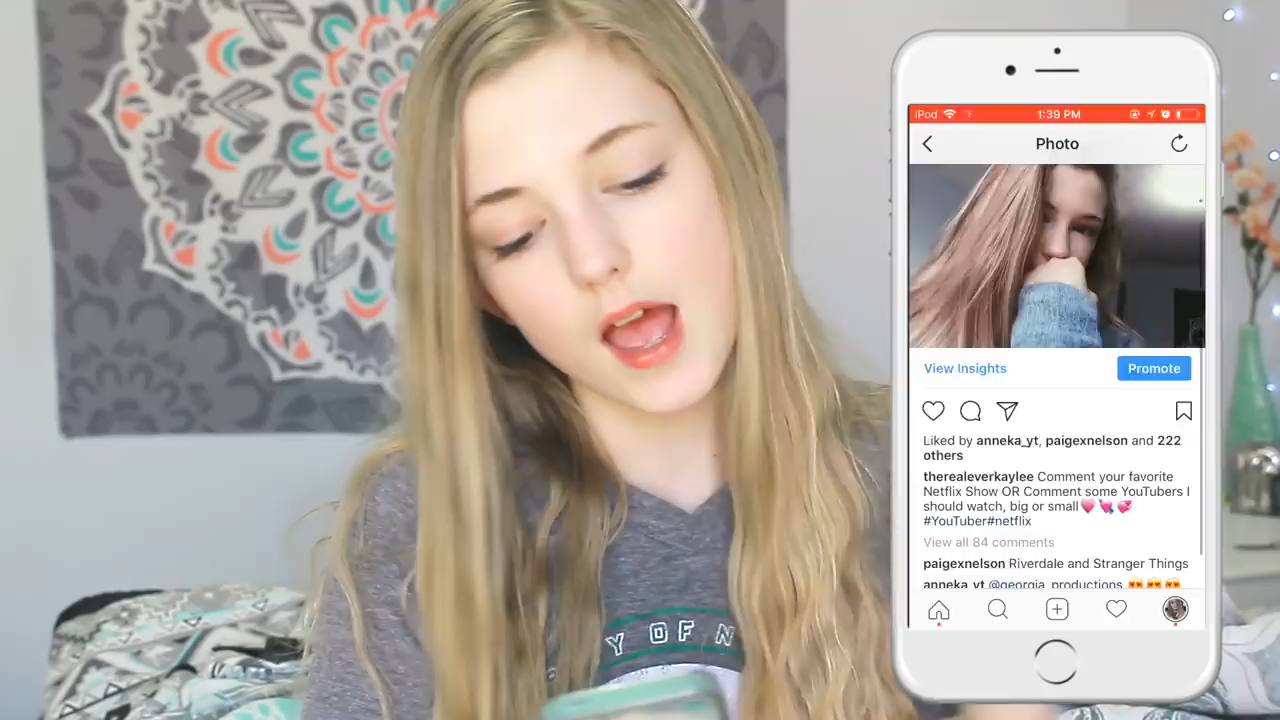 iPod 1:39 PM
Photo
View Insights Promote
Liked by anneka_yt, paigexnelson and 222
others
therealeverkaylee Comment your favorite
Netflix Show OR Comment some YouTubers I
should watch, big or small💗💘💞
#YouTuber#netflix
View all 84 comments
paigexnelson Riverdale and Stranger Things
anneka_yt @georgia_productions 😍😍😍
Y OF N